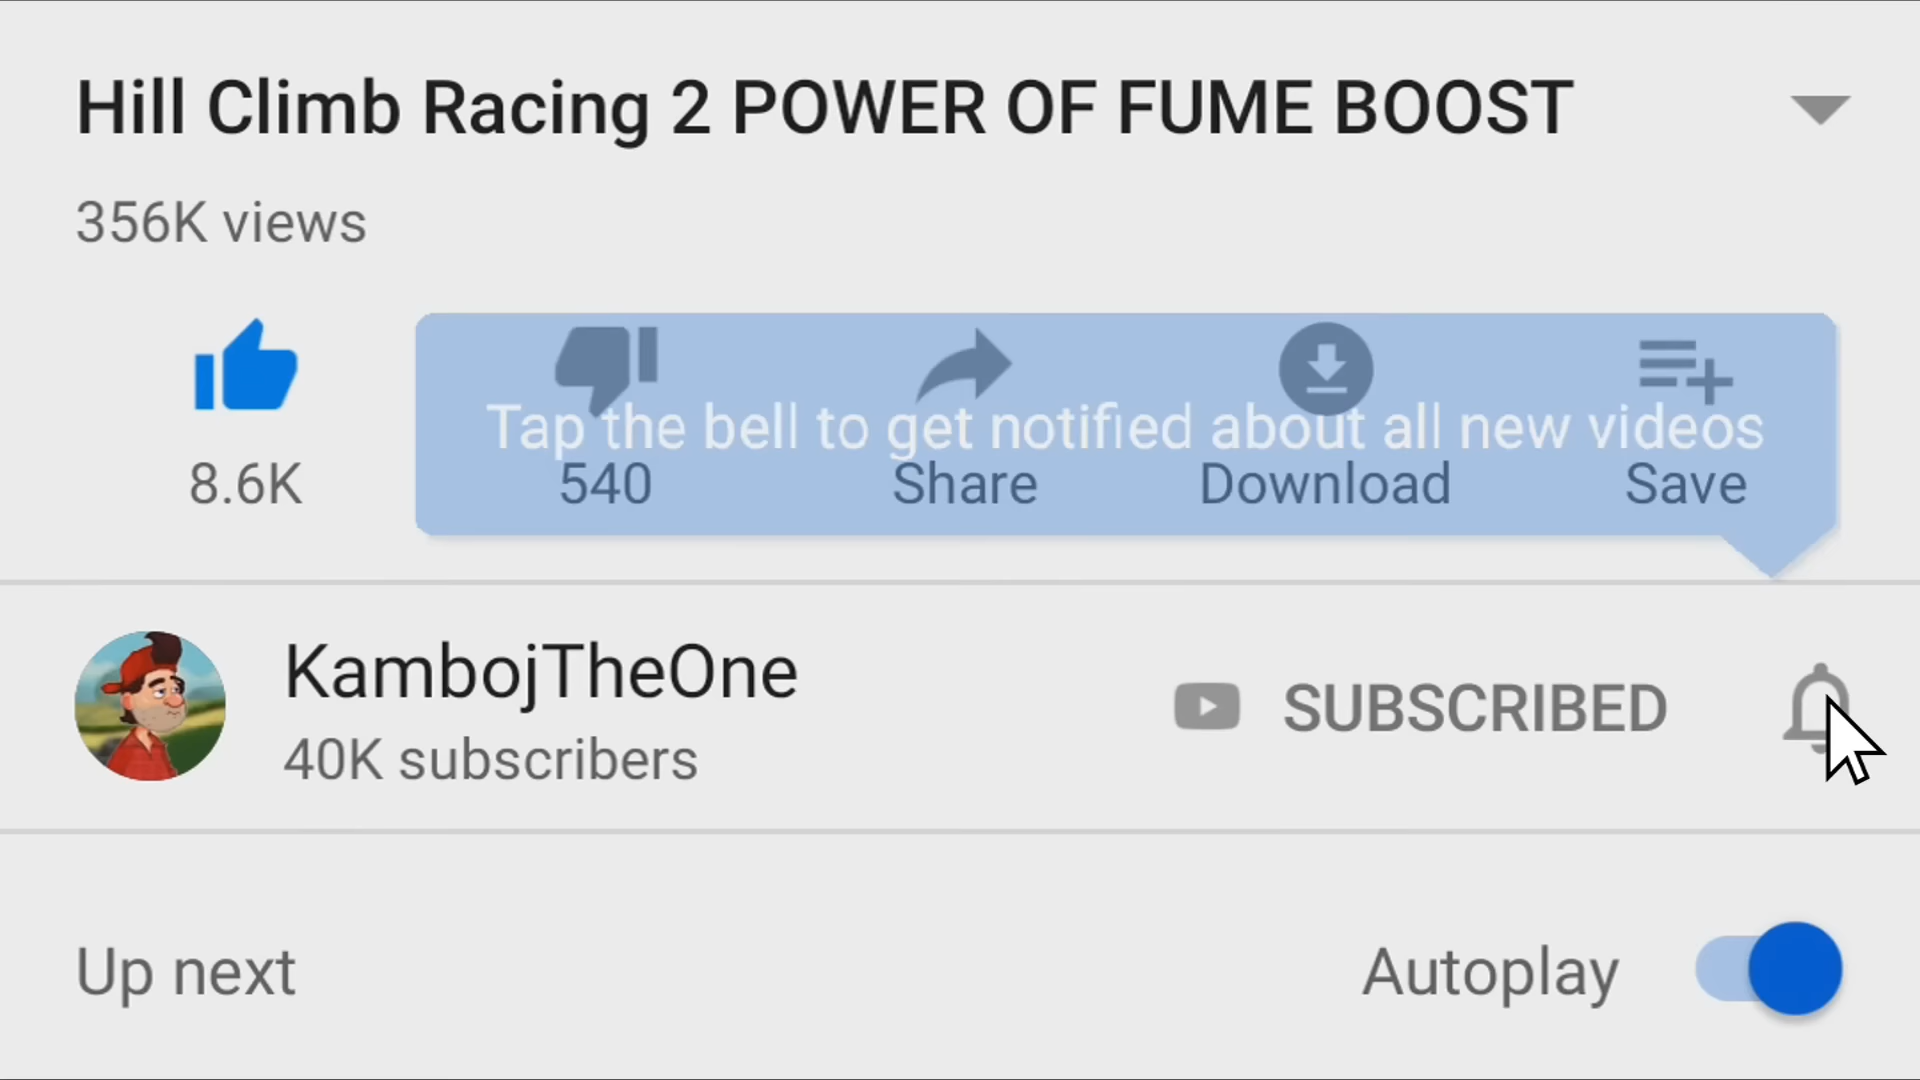 Hill Climb Racing 2 POWER OF FUME BOOST
356K views
Tap the bell to get notified about all new videos
8.6K 540 Share Download Save
KambojTheOne
SUBSCRIBED
40K subscribers
Up next Autoplay